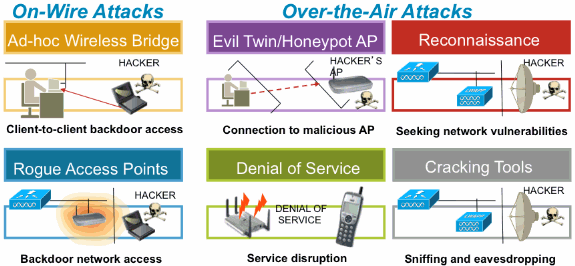 On-Wire Attacks
Over-the-Air Attacks
Ad-hoc Wireless Bridge
HACKER
Client-to-client backdoor access
Evil Twin/Honeypot AP
HACKER'S
AP
Connection to malicious AP
Reconnaissance
HACKER
Seeking network vulnerabilities
Rogue Access Points
HACKER
Backdoor network access
Denial of Service
DENIAL OF
SERVICE
Service disruption
Cracking Tools
HACKER
Sniffing and eavesdropping